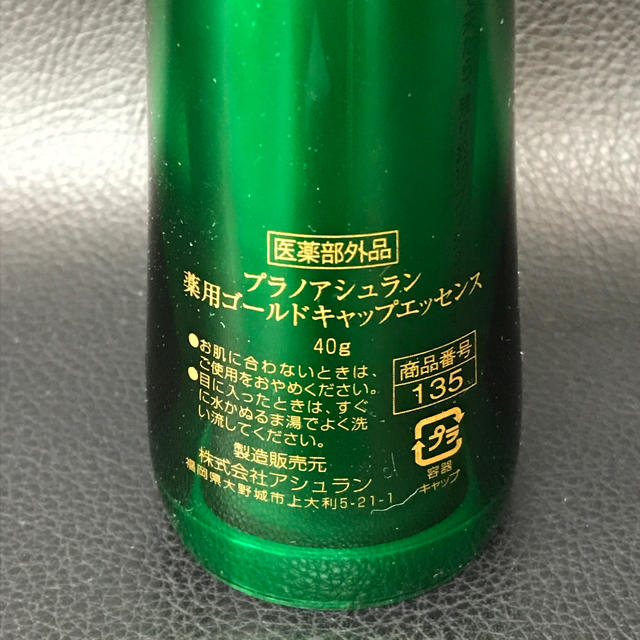 医薬部外品
プラノアシュラン
薬用ゴールドキャップエッセンス
40g
●お肌に合わないときは、
ご使用をおやめください。
●目に入ったときは、すぐ
に水かぬるま湯でよく洗
い流してください。
商品番号
135
プラ
容器
キャップ
製造販売元
株式会社アシュラン
福岡県大野城市上大利5-21-1